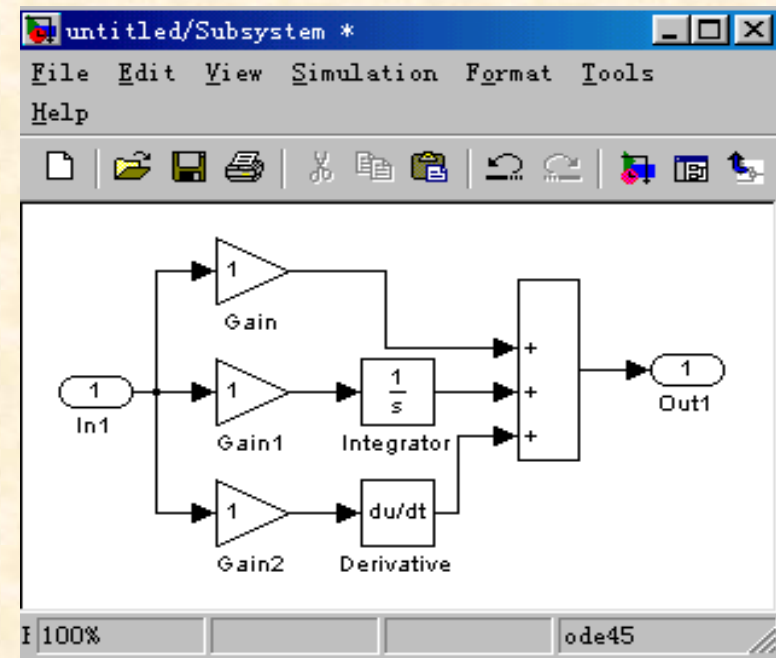 untitled/Subsystem *
File Edit View Simulation Format Tools
Help
1
Gain
1
In1
1
Gain1
1
s
Integrator
+
+
+
1
Out1
1
Gain2
du/dt
Derivative
100%
ode45